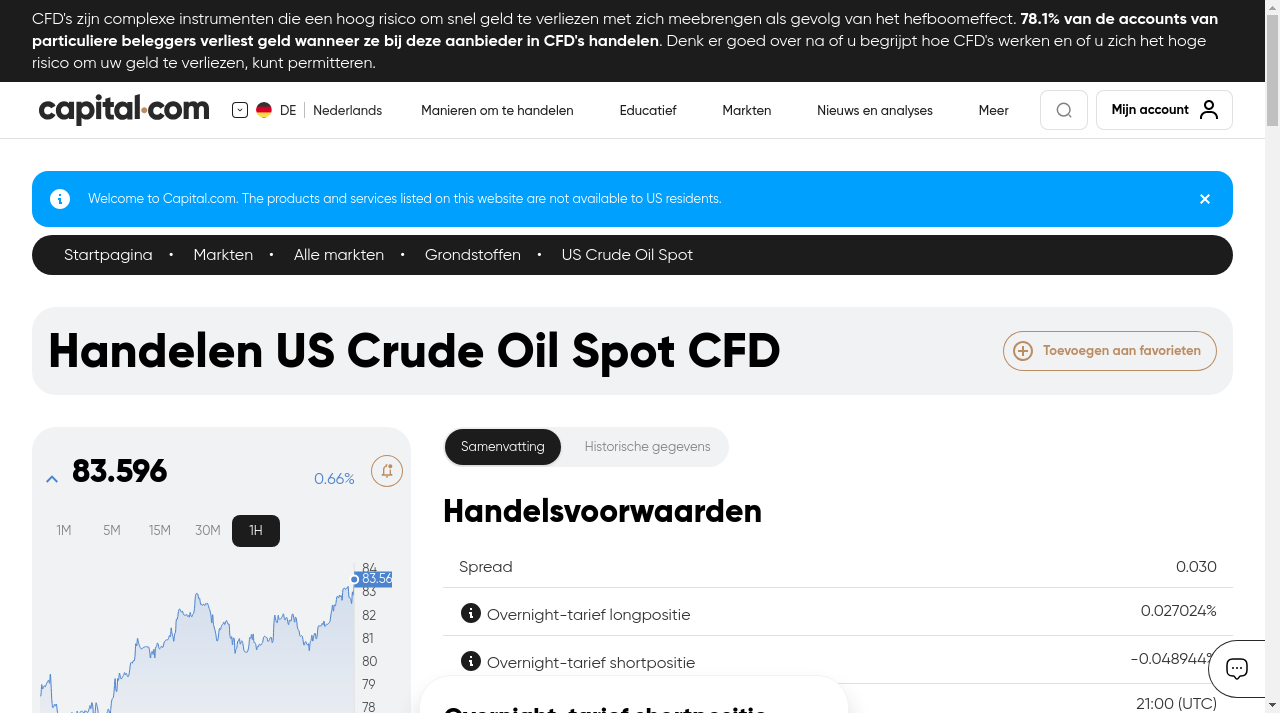 CFD's zijn complexe instrumenten die een hoog risico om snel geld te verliezen met zich meebrengen als gevolg van het hefboomeffect. 78.1% van de accounts van
particuliere beleggers verliest geld wanneer ze bij deze aanbieder in CFD's handelen. Denk er goed over na of u begrijpt hoe CFD's werken en of u zich het hoge
risico om uw geld te verliezen, kunt permitteren.
capital.com DE Nederlands Manieren om te handelen Educatief Markten Nieuws en analyses Meer Mijn account
Welcome to Capital.com. The products and services listed on this website are not available to US residents.
Startpagina • Markten • Alle markten • Grondstoffen • US Crude Oil Spot
Handelen US Crude Oil Spot CFD
Toevoegen aan favorieten
83.596
0.66%
1M 5M 15M 30M 1H
84
83.56
83
82
81
80
79
78
Samenvatting Historische gegevens
Handelsvoorwaarden
Spread 0.030
Overnight-tarief longpositie 0.027024%
Overnight-tarief shortpositie -0.048944%
21:00 (UTC)
Overnight-tarief shortpositie